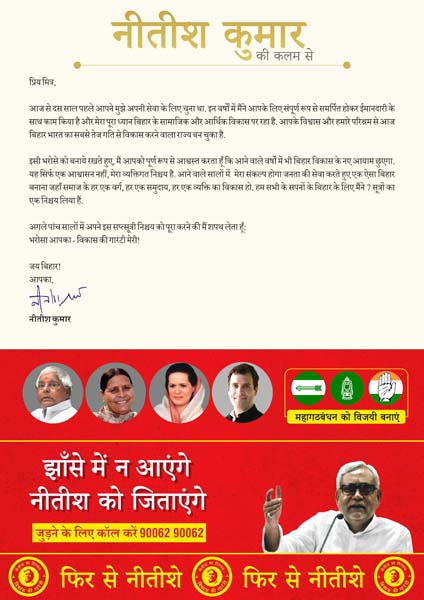 नीतीश कुमार
की कलम से
प्रिय मित्र,
आज से दस साल पहले आपने मुझे अपनी सेवा के लिए चुना था. इन वर्षों में मैंने आपके लिए संपूर्ण रूप से समर्पित होकर ईमानदारी के
साथ काम किया है और मेरा पूरा ध्यान बिहार के सामाजिक और आर्थिक विकास पर रहा है. आपके विश्वास और हमारे परिश्रम से आज
बिहार भारत का सबसे तेज गति से विकास करने वाला राज्य बन चुका है.
इसी भरोसे को बनाये रखते हुए, मैं आपको पूर्ण रूप से आश्वस्त करता हूँ कि आने वाले वर्षों में भी बिहार विकास के नए आयाम छुएगा.
यह सिर्फ एक आश्वासन नहीं, मेरा व्यक्तिगत निश्चय है. आने वाले सालों में मेरा संकल्प होगा जनता की सेवा करते हुए एक ऐसा बिहार
बनाना जहाँ समाज के हर एक वर्ग, हर एक समुदाय, हर एक व्यक्ति का विकास हो. हम सभी के सपनों के बिहार के लिए मैंने 7 सूत्रों का
एक निश्चय लिया हैं.
अगले पांच सालों में अपने इस सप्तसूत्री निश्चय को पूरा करने की मैं शपथ लेता हूँ:
भरोसा आपका - विकास की गारंटी मेरी!
जय बिहार!
आपका,
नीतीश कुमार
महागठबंधन को विजयी बनाएं
झाँसे में न आएंगे
नीतीश को जिताएंगे
जुड़ने के लिए कॉल करें 90062 90062
फिर से नीतीशे
फिर से नीतीशे